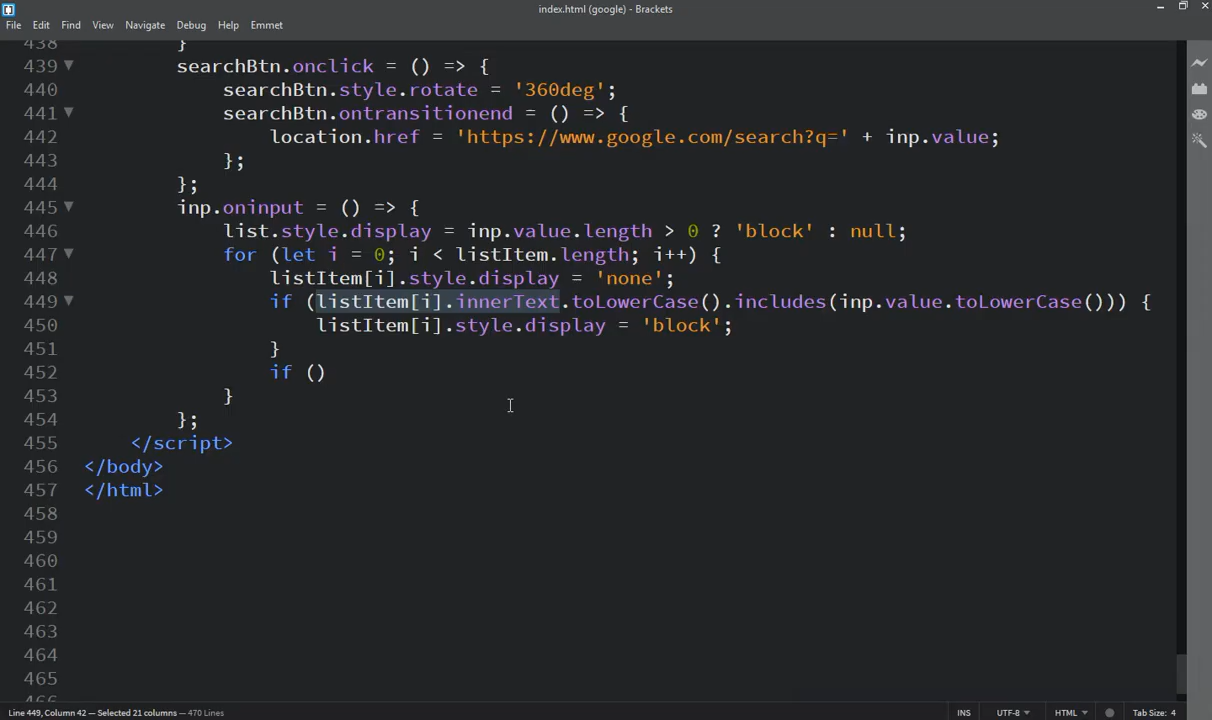 index.html (google) - Brackets
File Edit Find View Navigate Debug Help Emmet
438 }
439 searchBtn.onclick = () => {
440 searchBtn.style.rotate = '360deg';
441 searchBtn.ontransitionend = () => {
442 location.href = 'https://www.google.com/search?q=' + inp.value;
443 };
444 };
445 inp.oninput = () => {
446 list.style.display = inp.value.length > 0 ? 'block' : null;
447 for (let i = 0; i < listItem.length; i++) {
448 listItem[i].style.display = 'none';
449 if (listItem[i].innerText.toLowerCase().includes(inp.value.toLowerCase())) {
450 listItem[i].style.display = 'block';
451 }
452 if ()
453 }
454 };
455 </script>
456 </body>
457 </html>
458
459
460
461
462
463
464
465
466
Line 449, Column 42 — Selected 21 columns — 470 Lines INS UTF-8 HTML Tab Size: 4